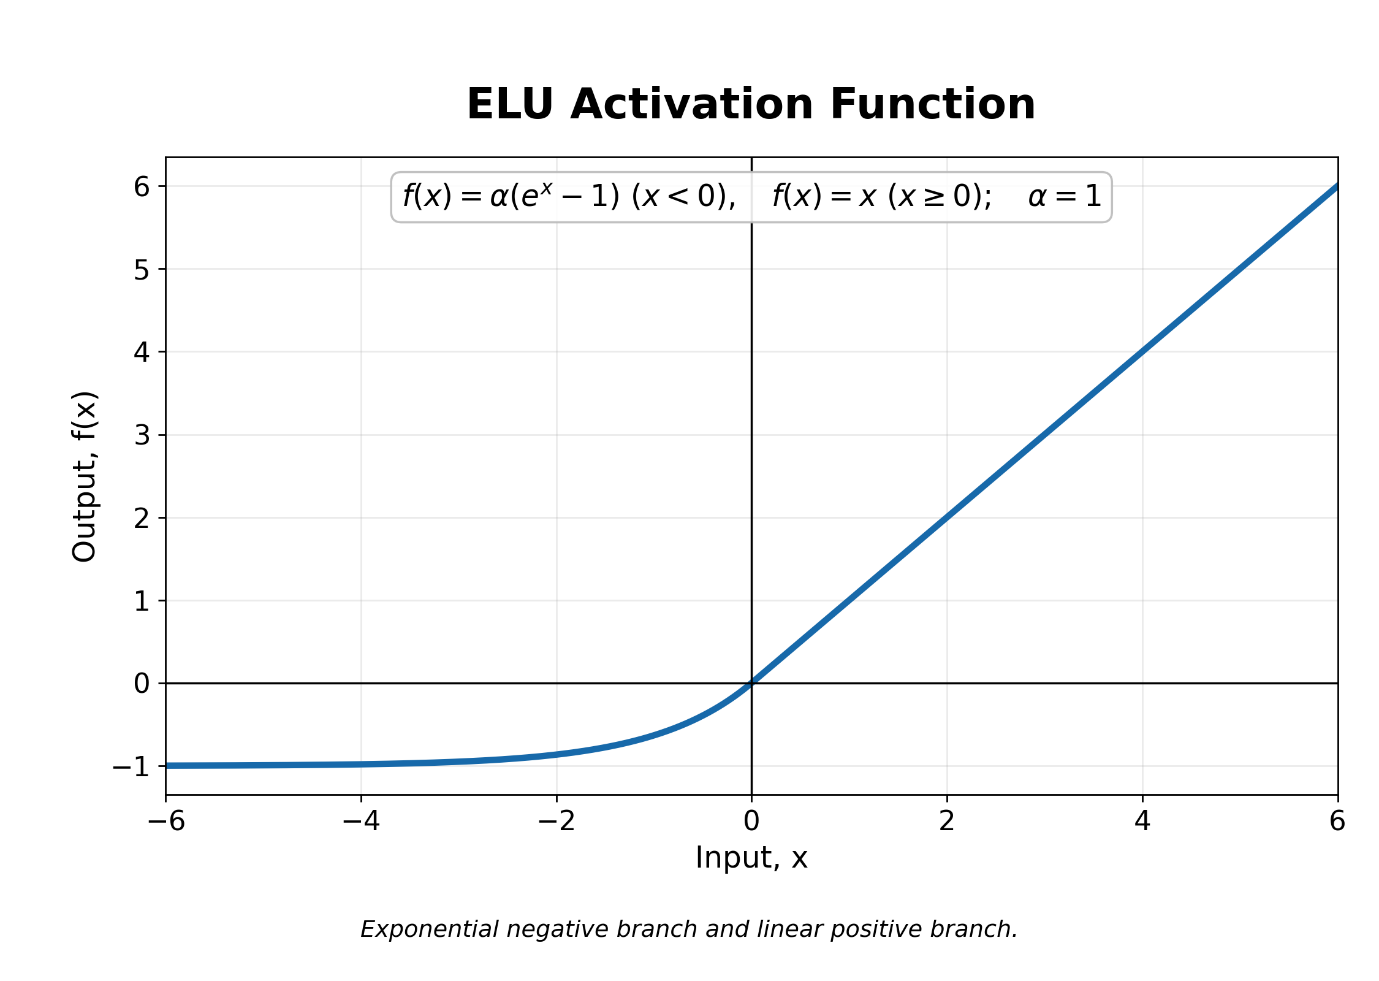 ELU Activation Function
f(x) = α(eˣ − 1) (x < 0),   f(x) = x (x ≥ 0);   α = 1
6
5
4
3
2
1
0
−1
Output, f(x)
−6 −4 −2 0 2 4 6
Input, x
Exponential negative branch and linear positive branch.